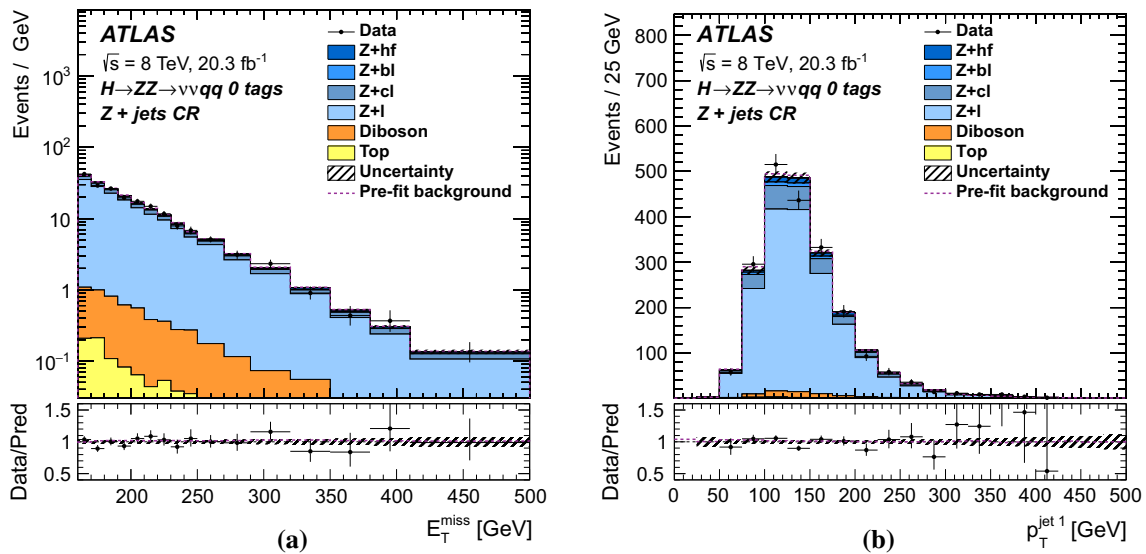 ATLAS
√s = 8 TeV, 20.3 fb⁻¹
H→ZZ→ννqq 0 tags
Z + jets CR
Data
Z+hf
Z+bl
Z+cl
Z+l
Diboson
Top
Uncertainty
Pre-fit background
Events / GeV
10³
10²
10
1
10⁻¹
Data/Pred
1.5
1
0.5
200 250 300 350 400 450 500
E_T^miss [GeV]
(a)
ATLAS
√s = 8 TeV, 20.3 fb⁻¹
H→ZZ→ννqq 0 tags
Z + jets CR
Data
Z+hf
Z+bl
Z+cl
Z+l
Diboson
Top
Uncertainty
Pre-fit background
Events / 25 GeV
800
700
600
500
400
300
200
100
Data/Pred
1.5
1
0.5
0 50 100 150 200 250 300 350 400 450 500
p_T^jet 1 [GeV]
(b)